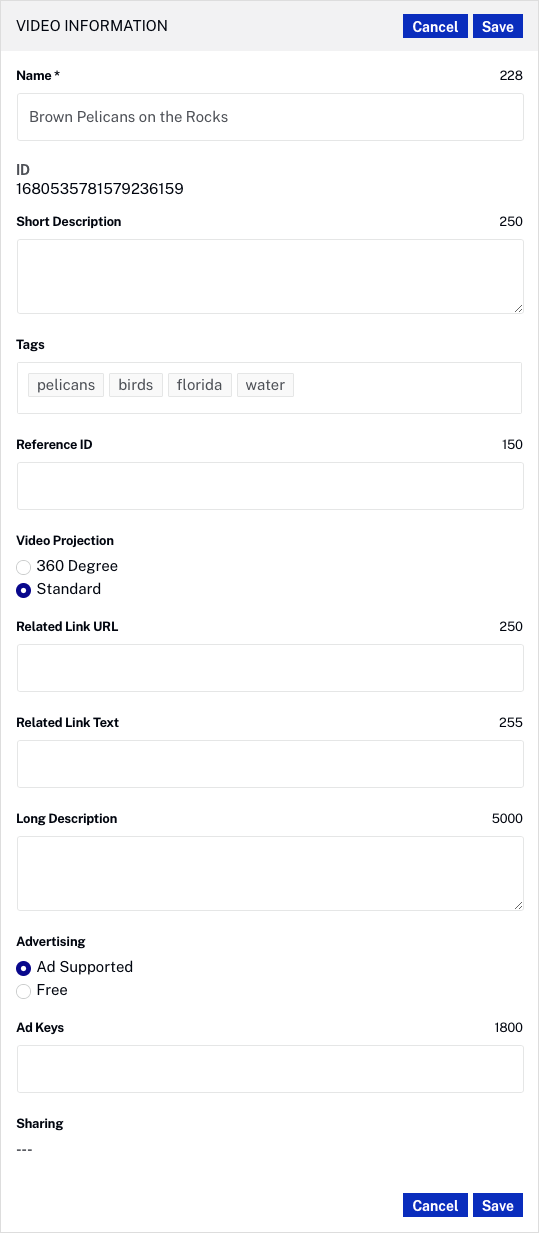 VIDEO INFORMATION Cancel Save
Name * 228
Brown Pelicans on the Rocks
ID
1680535781579236159
Short Description 250
Tags
pelicans birds florida water
Reference ID 150
Video Projection
360 Degree
Standard
Related Link URL 250
Related Link Text 255
Long Description 5000
Advertising
Ad Supported
Free
Ad Keys 1800
Sharing
---
Cancel Save